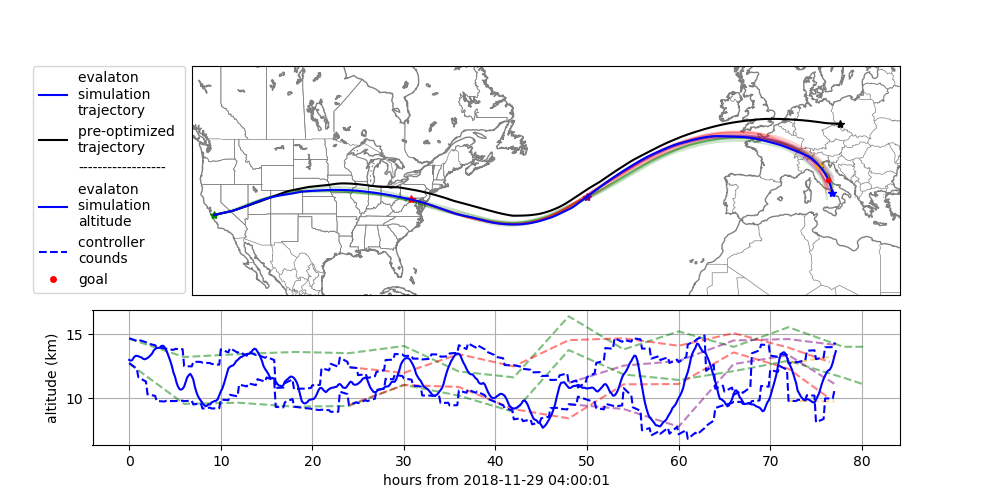 evalaton
simulation
trajectory
pre-optimized
trajectory
------------------
evalaton
simulation
altitude
controller
counds
goal
altitude (km)
15
10
0
10
20
30
40
50
60
70
80
hours from 2018-11-29 04:00:01